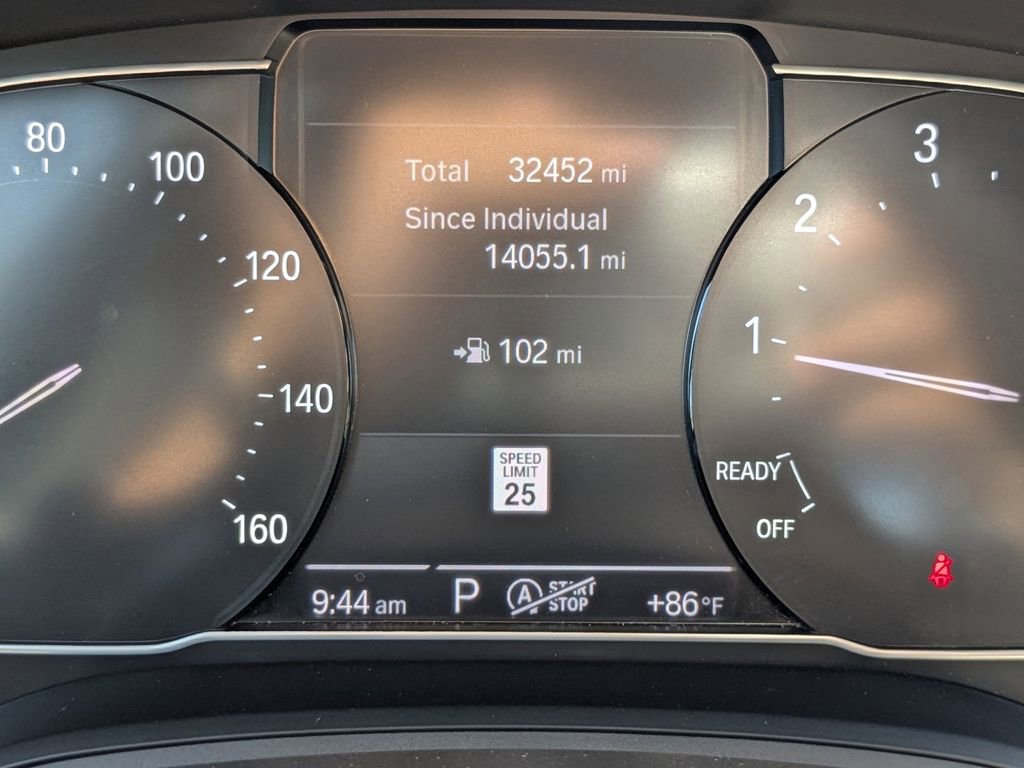 80
100
120
140
160
Total 32452 mi
Since Individual
14055.1 mi
102 mi
SPEED
LIMIT
25
9:44 am P A START
STOP +86°F
3
2
1
READY
OFF